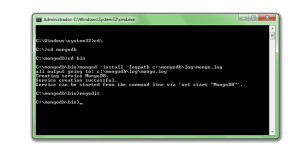 Administrator: C:\Windows\System32\cmd.exe
C:\Windows\system32>cd\
C:\>cd mongodb
C:\mongodb>cd bin
C:\mongodb\bin>mongod -install -logpath c:\mongodb\log\mongo.log
all output going to: c:\mongodb\log\mongo.log
Creating service MongoDB.
Service creation successful.
Service can be started from the command line via 'net start "MongoDB"'.
C:\mongodb\bin>regedit
C:\mongodb\bin>_